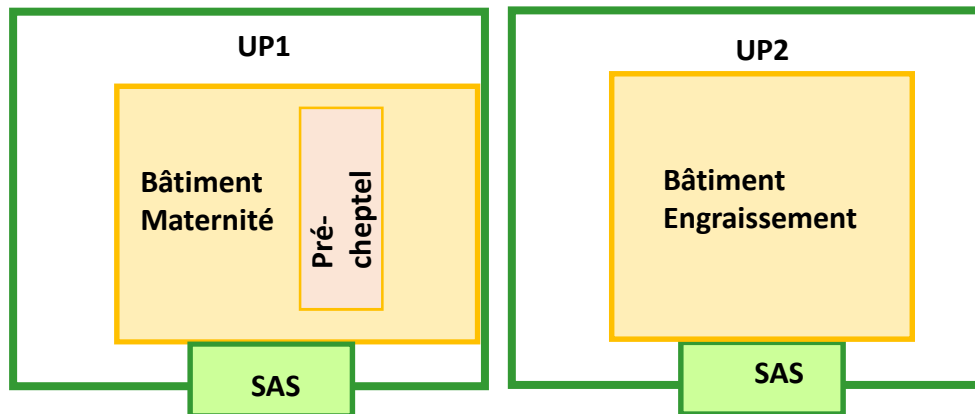 UP1
Bâtiment
Maternité
Pré-
cheptel
SAS
UP2
Bâtiment
Engraissement
SAS